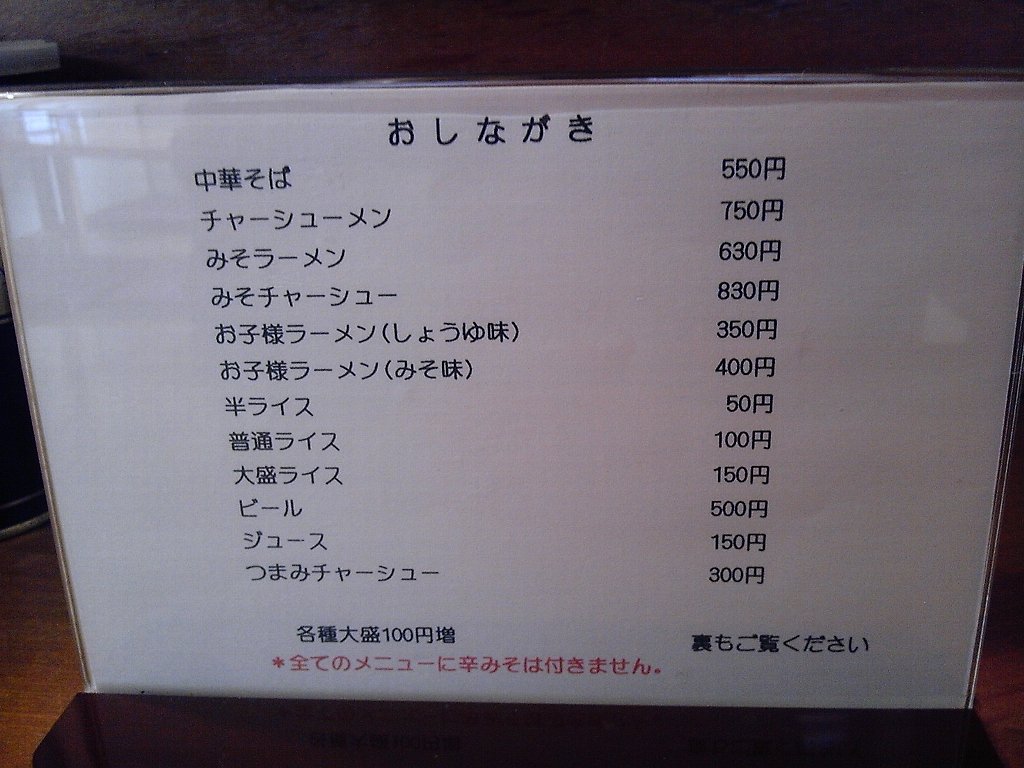 おしながき
中華そば 550円
チャーシューメン 750円
みそラーメン 630円
みそチャーシュー 830円
お子様ラーメン(しょうゆ味) 350円
お子様ラーメン(みそ味) 400円
半ライス 50円
普通ライス 100円
大盛ライス 150円
ビール 500円
ジュース 150円
つまみチャーシュー 300円
各種大盛100円増
裏もご覧ください
*全てのメニューに辛みそは付きません。